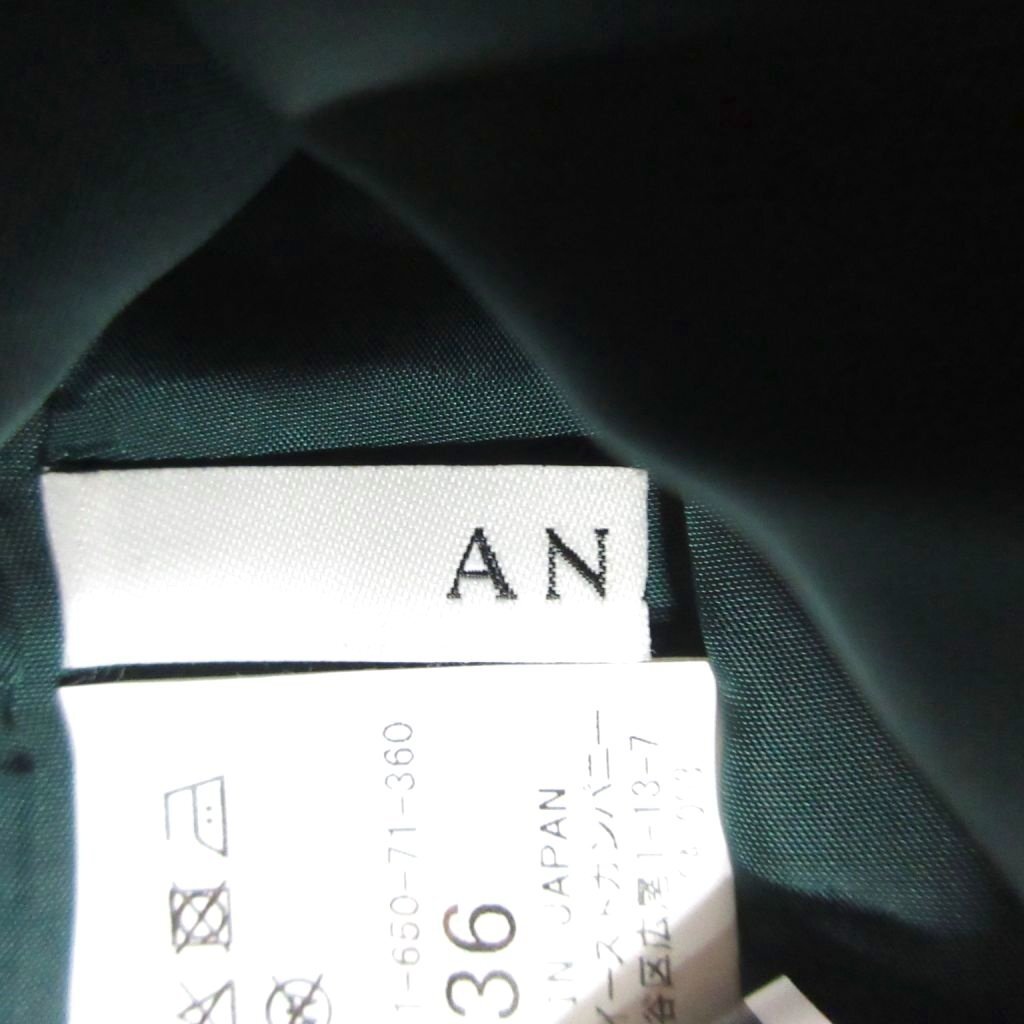 AN
1-650-71-360
36
IN JAPAN
イーストカンパニー
谷区広尾1-13-7